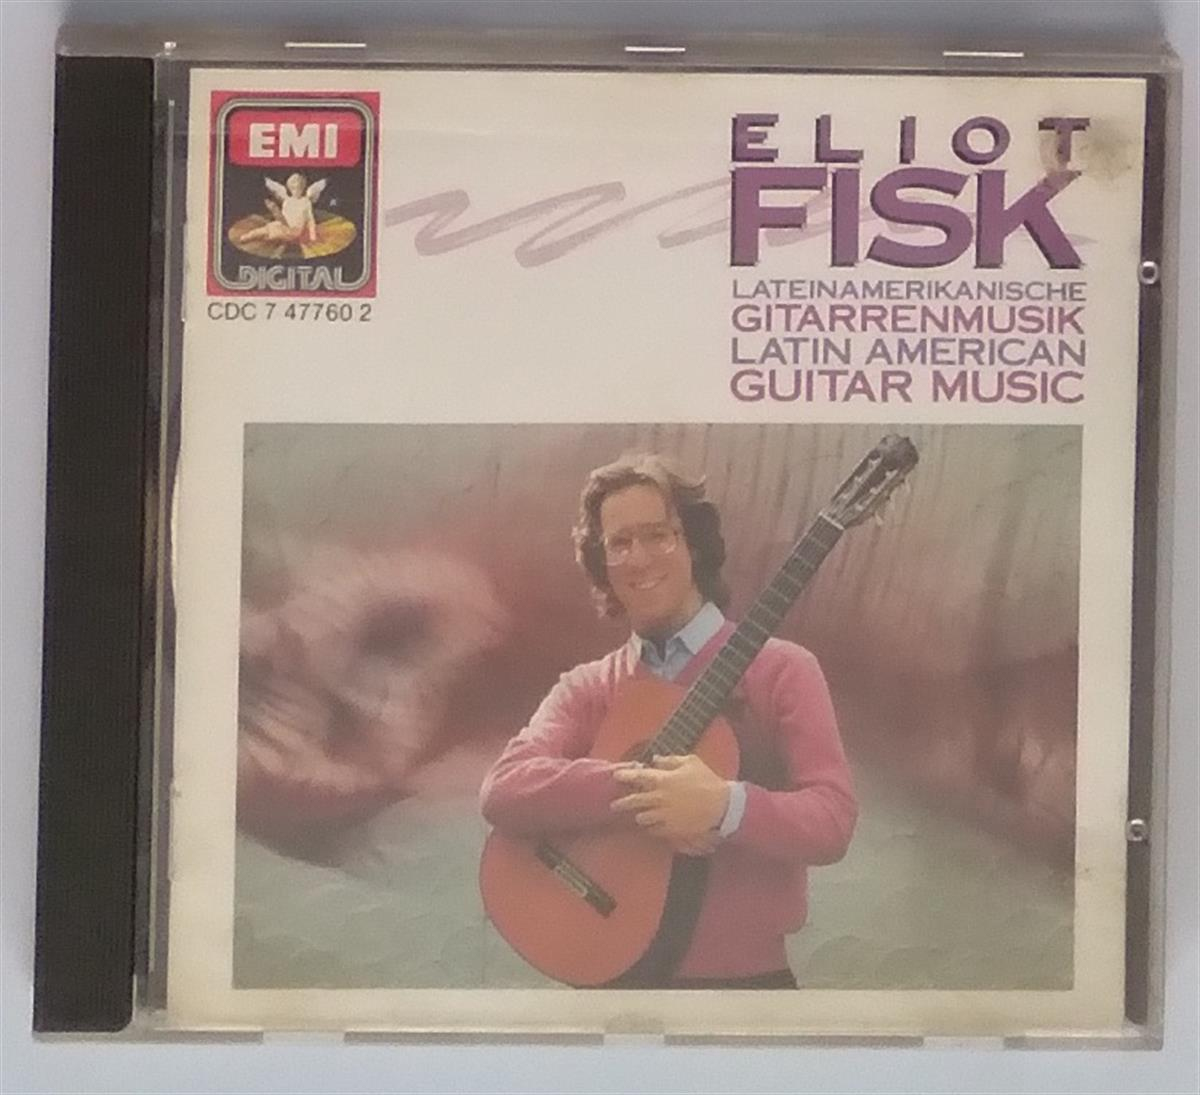 EMI
DIGITAL
CDC 7 47760 2
ELIOT
FISK
LATEINAMERIKANISCHE
GITARRENMUSIK
LATIN AMERICAN
GUITAR MUSIC